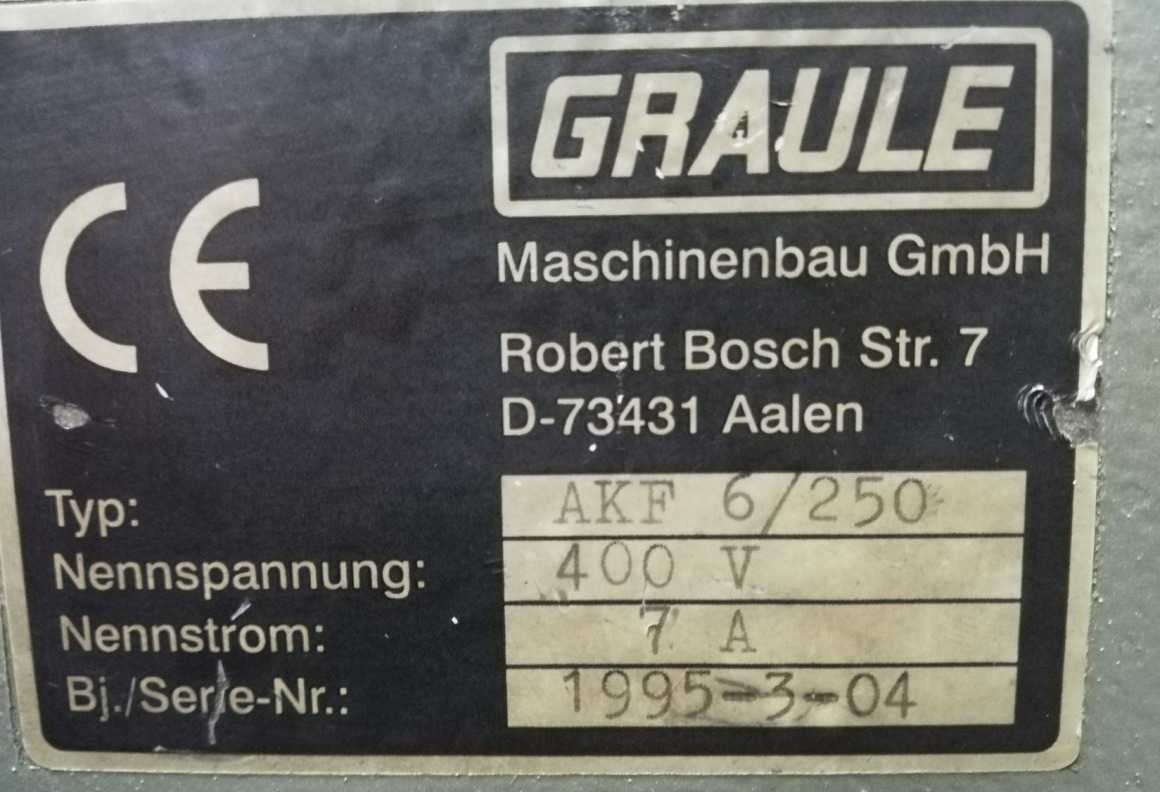 CE
GRAULE
Maschinenbau GmbH
Robert Bosch Str. 7
D-73431 Aalen
Typ: AKF 6/250
Nennspannung: 400 V
Nennstrom: 7 A
Bj./Serie-Nr.: 1995-3-04